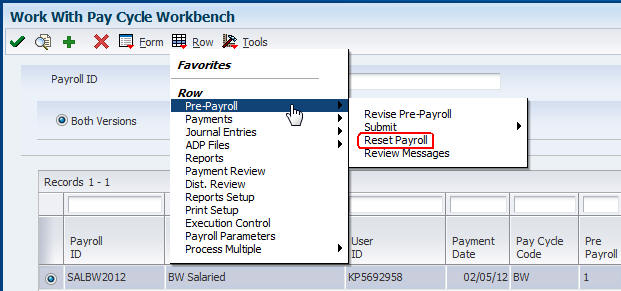 Work With Pay Cycle Workbench
Form Row Tools
Favorites
Payroll ID
Row
Pre-Payroll
Payments
Journal Entries
ADP Files
Reports
Payment Review
Dist. Review
Reports Setup
Print Setup
Execution Control
Payroll Parameters
Process Multiple
Revise Pre-Payroll
Submit
Reset Payroll
Review Messages
Both Versions
Records 1 - 1
Payroll ID
User ID
Payment Date
Pay Cycle Code
Pre Payroll
SALBW2012 BW Salaried KP5692958 02/05/12 BW 1